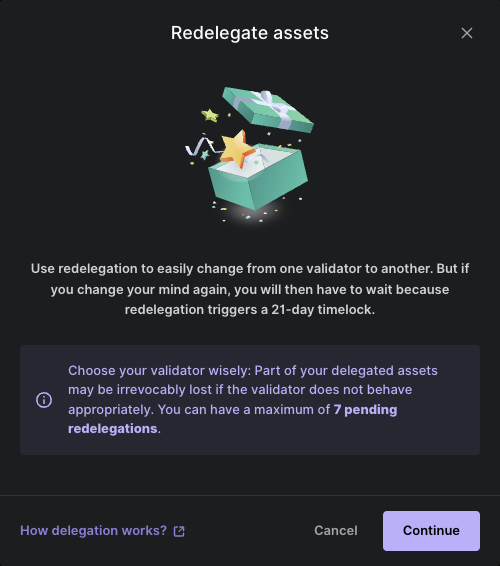 Redelegate assets
Use redelegation to easily change from one validator to another. But if
you change your mind again, you will then have to wait because
redelegation triggers a 21-day timelock.
Choose your validator wisely: Part of your delegated assets
may be irrevocably lost if the validator does not behave
appropriately. You can have a maximum of 7 pending
redelegations.
How delegation works?
Cancel
Continue